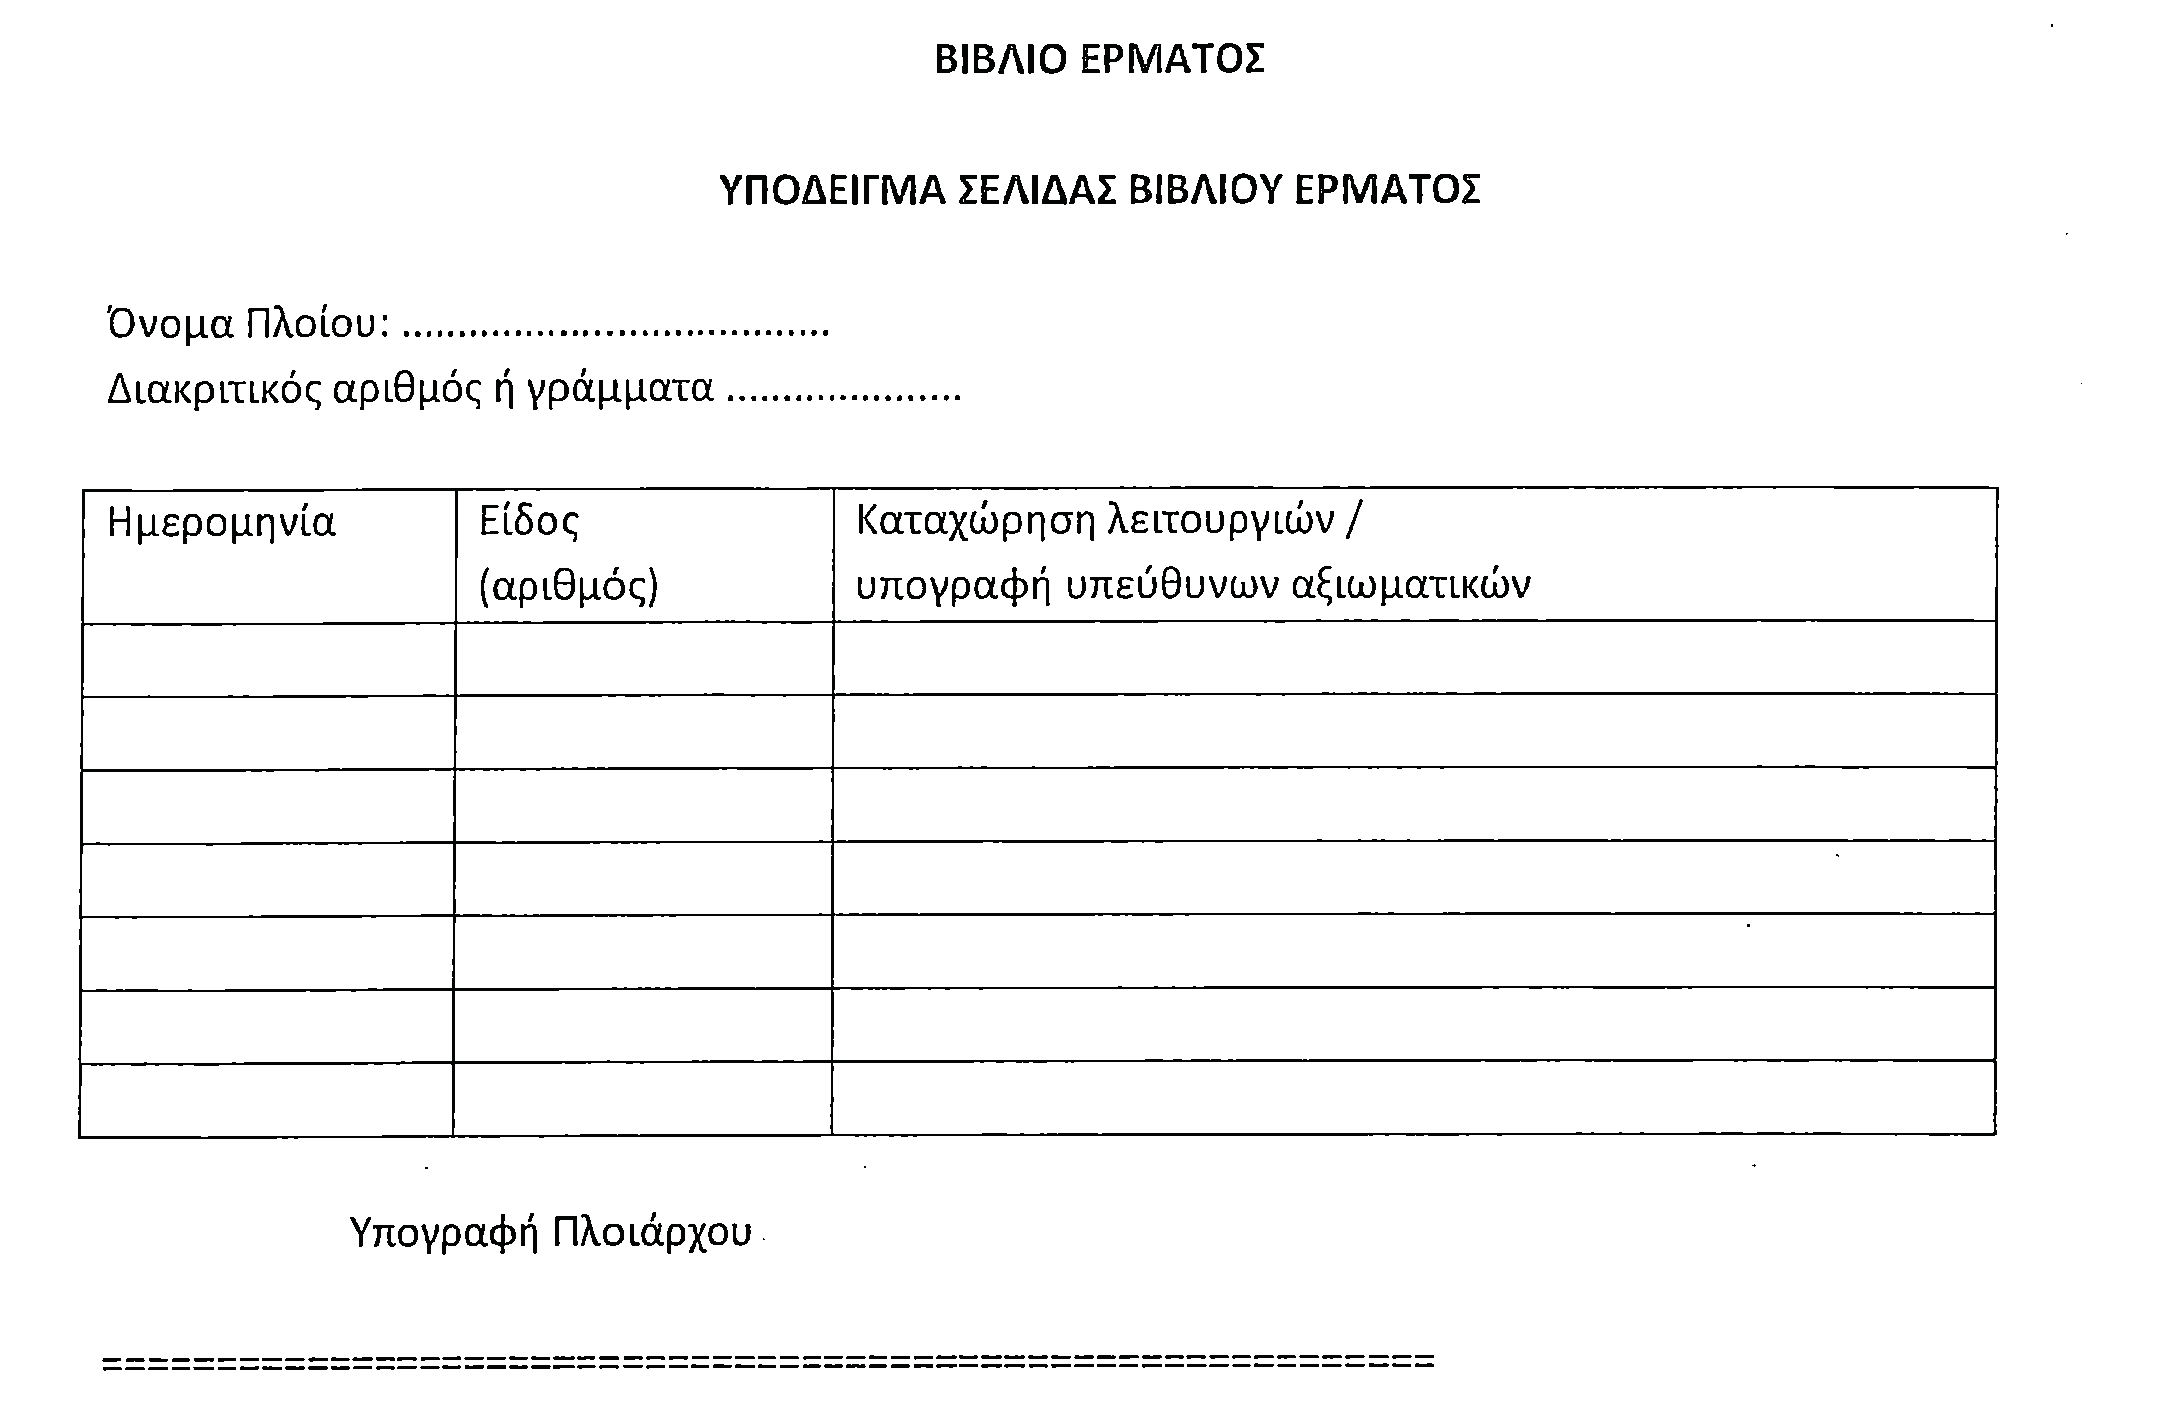 ΒΙΒΛΙΟ ΕΡΜΑΤΟΣ
ΥΠΟΔΕΙΓΜΑ ΣΕΛΙΔΑΣ ΒΙΒΛΙΟΥ ΕΡΜΑΤΟΣ
Όνομα Πλοίου: .....................................
Διακριτικός αριθμός ή γράμματα .....................
Ημερομηνία
Είδος
(αριθμός)
Καταχώρηση λειτουργιών /
υπογραφή υπεύθυνων αξιωματικών
Υπογραφή Πλοιάρχου
==========================================================